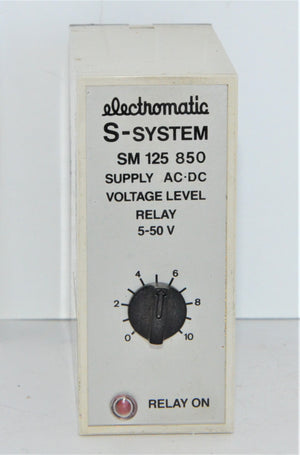 electromatic
S-SYSTEM
SM 125 850
SUPPLY AC·DC
VOLTAGE LEVEL
RELAY
5-50 V
4 6
2 8
0 10
RELAY ON